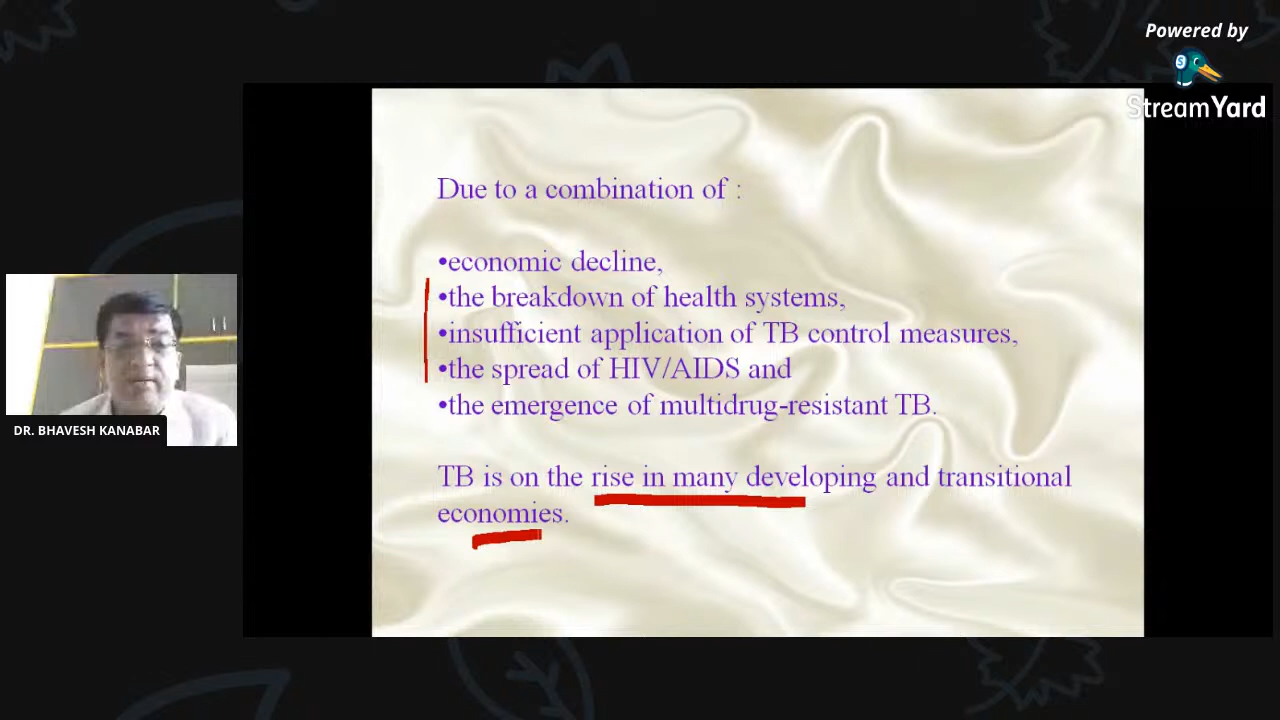 Powered by
StreamYard
Due to a combination of :
•economic decline,
•the breakdown of health systems,
•insufficient application of TB control measures,
•the spread of HIV/AIDS and
•the emergence of multidrug-resistant TB.
TB is on the rise in many developing and transitional
economies.
DR. BHAVESH KANABAR